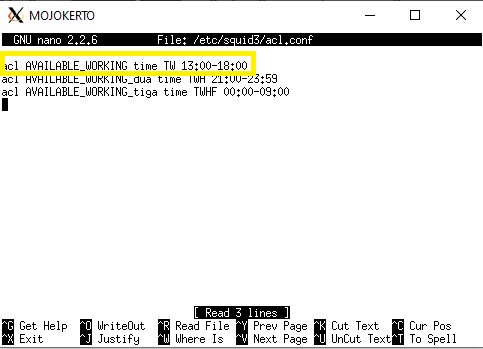 MOJOKERTO
GNU nano 2.2.6 File: /etc/squid3/acl.conf
acl AVAILABLE_WORKING time TW 13:00-18:00
acl AVAILABLE_WORKING_dua time TWH 21:00-23:59
acl AVAILABLE_WORKING_tiga time TWHF 00:00-09:00
[ Read 3 lines ]
^G Get Help ^O WriteOut ^R Read File ^Y Prev Page ^K Cut Text ^C Cur Pos
^X Exit ^J Justify ^W Where Is ^V Next Page ^U UnCut Text ^T To Spell